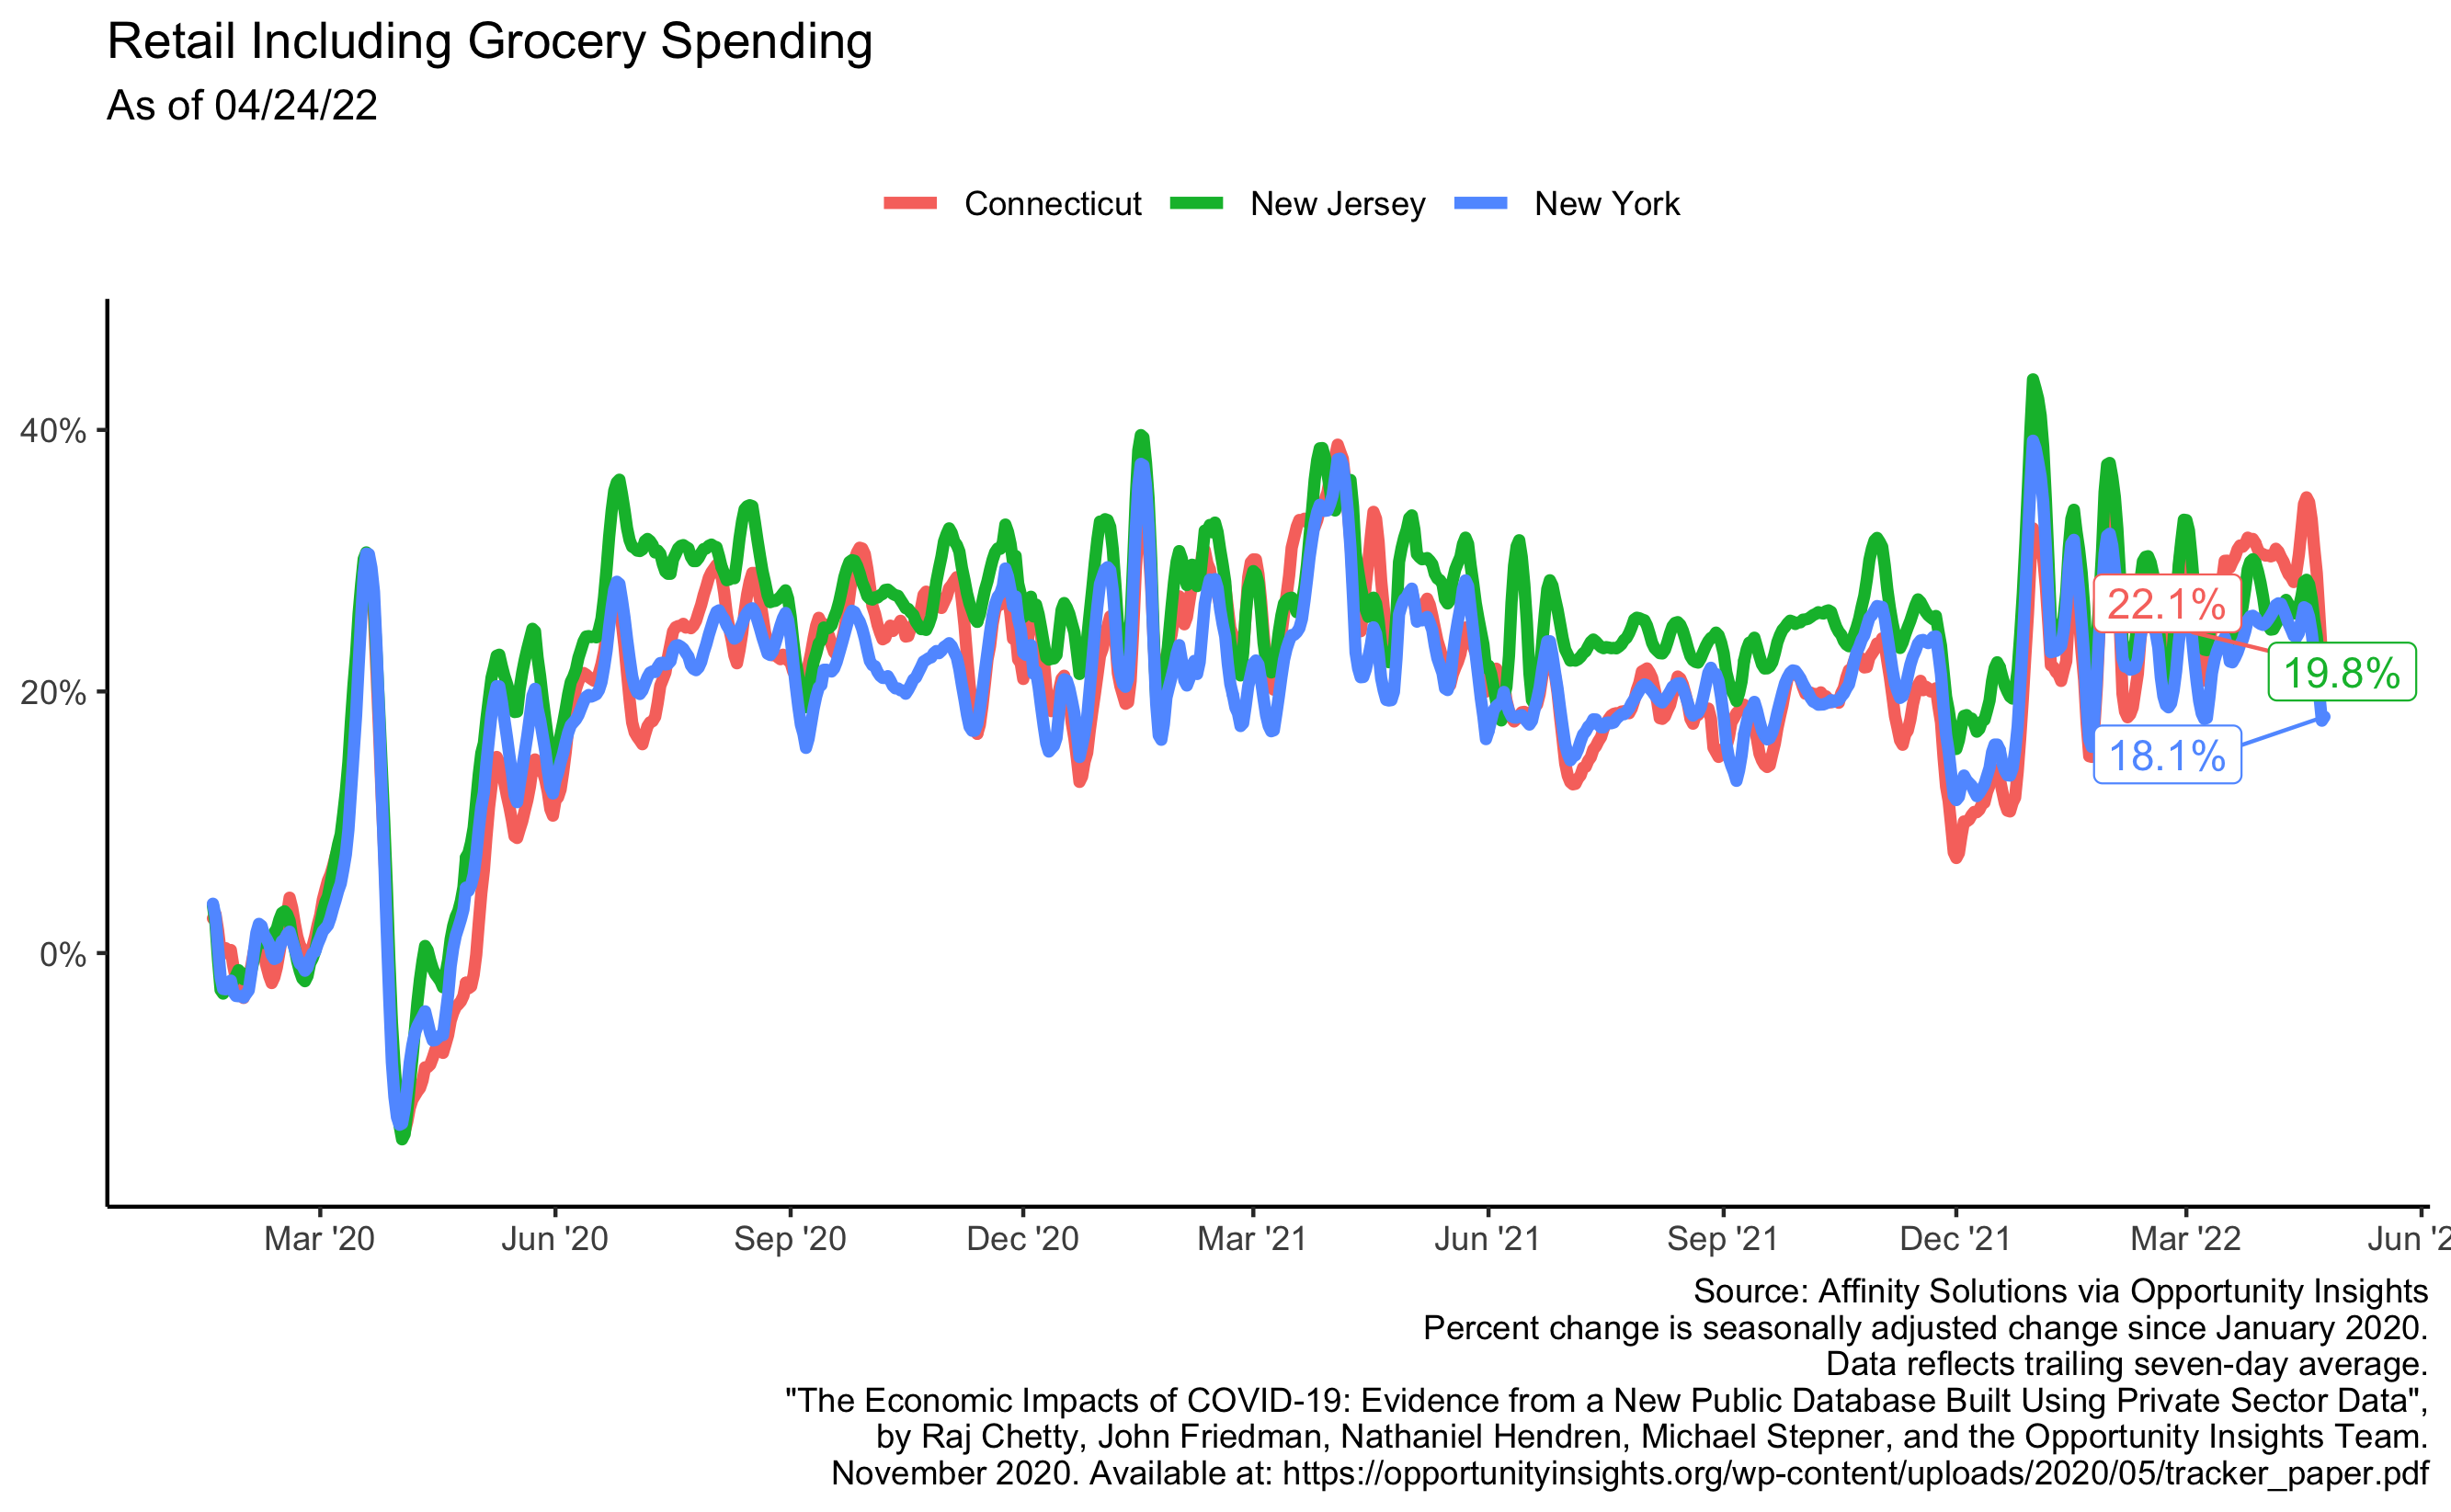 Retail Including Grocery Spending
As of 04/24/22
Connecticut New Jersey New York
40%
20%
0%
22.1%
19.8%
18.1%
Mar '20 Jun '20 Sep '20 Dec '20 Mar '21 Jun '21 Sep '21 Dec '21 Mar '22 Jun '2
Source: Affinity Solutions via Opportunity Insights
Percent change is seasonally adjusted change since January 2020.
Data reflects trailing seven-day average.
"The Economic Impacts of COVID-19: Evidence from a New Public Database Built Using Private Sector Data",
by Raj Chetty, John Friedman, Nathaniel Hendren, Michael Stepner, and the Opportunity Insights Team.
November 2020. Available at: https://opportunityinsights.org/wp-content/uploads/2020/05/tracker_paper.pdf